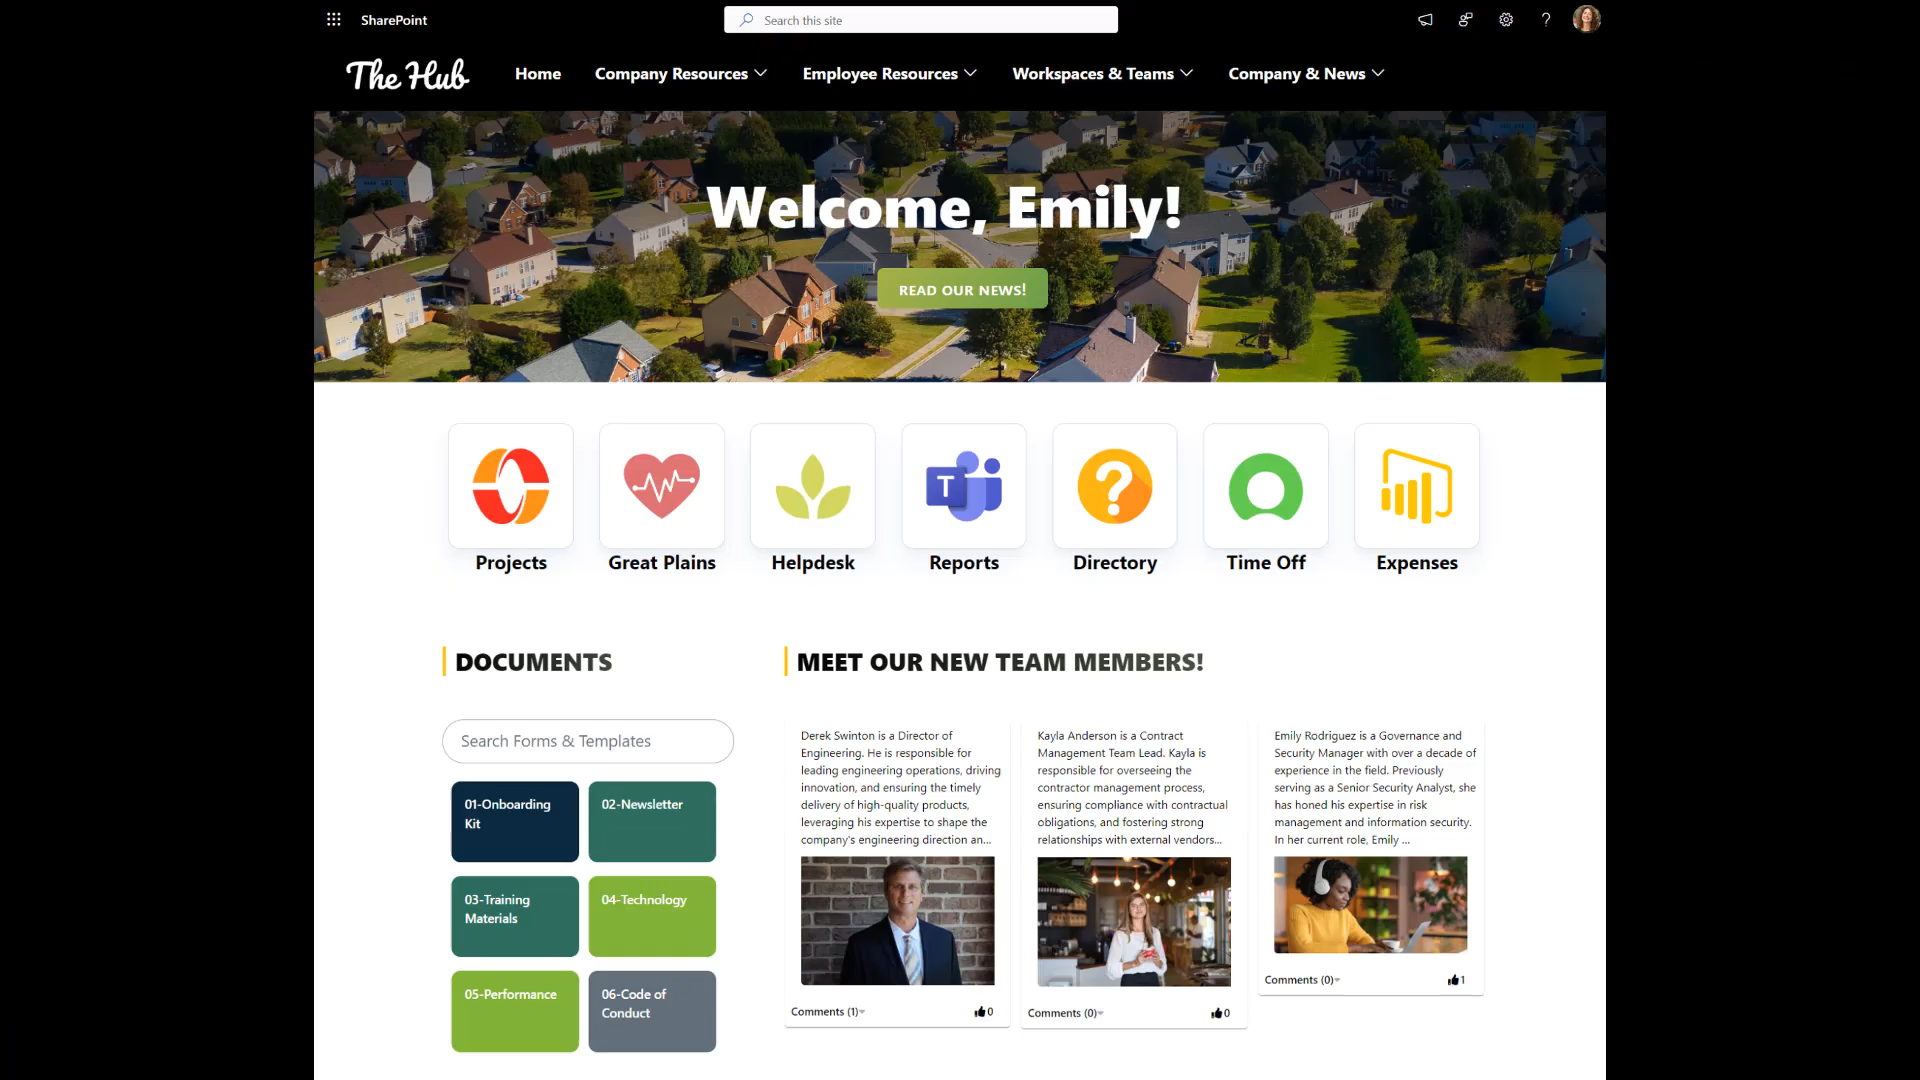 SharePoint
Search this site
The Hub
Home
Company Resources
Employee Resources
Workspaces & Teams
Company & News
Welcome, Emily!
READ OUR NEWS!
T
Projects
Great Plains
Helpdesk
Reports
Directory
Time Off
Expenses
DOCUMENTS
Search Forms & Templates
01-Onboarding
Kit
02-Newsletter
03-Training
Materials
04-Technology
05-Performance
06-Code of
Conduct
MEET OUR NEW TEAM MEMBERS!
Derek Swinton is a Director of
Engineering. He is responsible for
leading engineering operations, driving
innovation, and ensuring the timely
delivery of high-quality products,
leveraging his expertise to shape the
company's engineering direction an...
Comments (1)
0
Kayla Anderson is a Contract
Management Team Lead. Kayla is
responsible for overseeing the
contractor management process,
ensuring compliance with contractual
obligations, and fostering strong
relationships with external vendors...
Comments (0)
0
Emily Rodriguez is a Governance and
Security Manager with over a decade of
experience in the field. Previously
serving as a Senior Security Analyst, she
has honed his expertise in risk
management and information security.
In her current role, Emily ...
Comments (0)
1